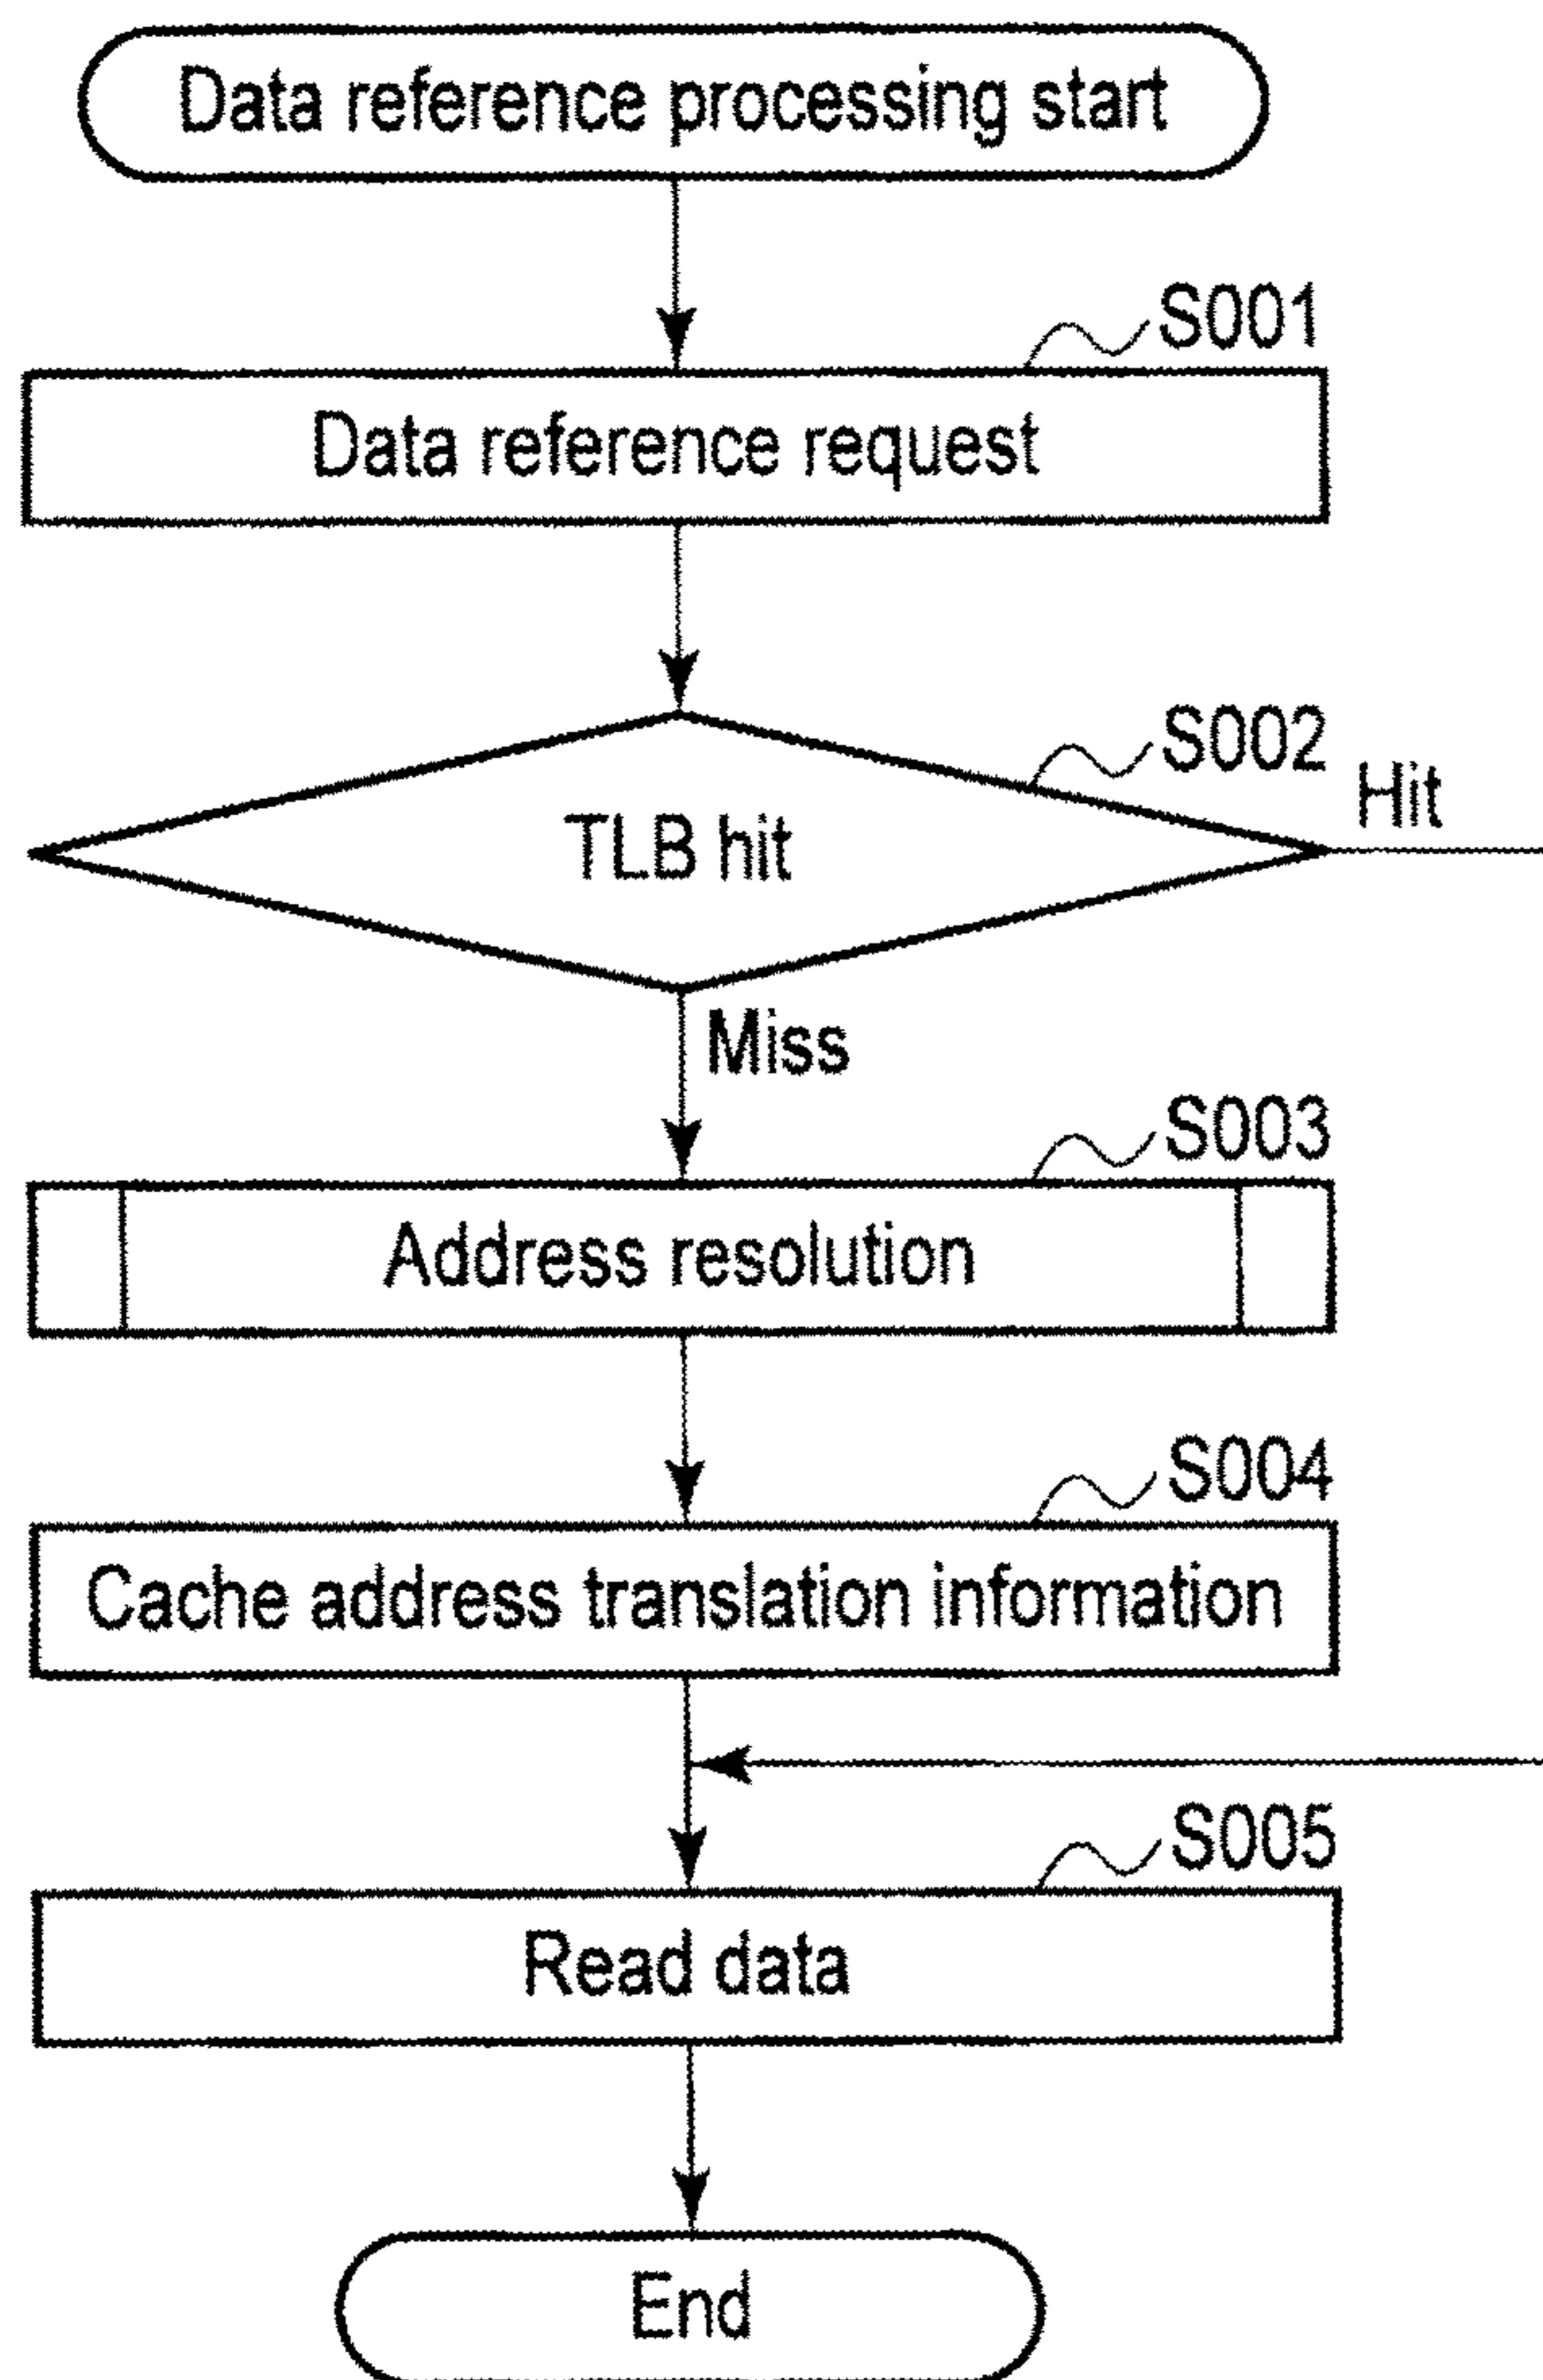 Data reference processing start
S001
Data reference request
S002
Hit
TLB hit
Miss
S003
Address resolution
S004
Cache address translation information
S005
Read data
End